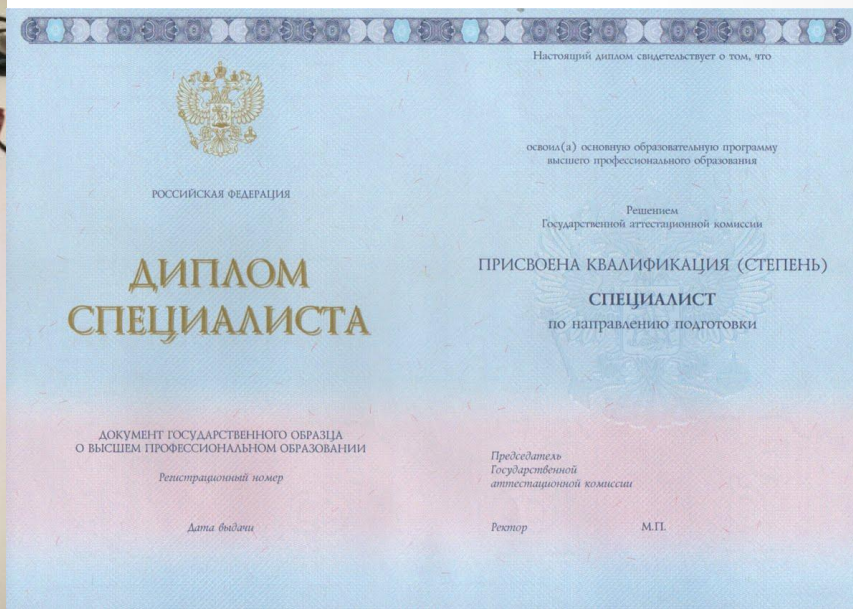 РОССИЙСКАЯ ФЕДЕРАЦИЯ
ДИПЛОМ
СПЕЦИАЛИСТА
ДОКУМЕНТ ГОСУДАРСТВЕННОГО ОБРАЗЦА
О ВЫСШЕМ ПРОФЕССИОНАЛЬНОМ ОБРАЗОВАНИИ
Регистрационный номер
Дата выдачи
Настоящий диплом свидетельствует о том, что
освоил(а) основную образовательную программу
высшего профессионального образования
Решением
Государственной аттестационной комиссии
ПРИСВОЕНА КВАЛИФИКАЦИЯ (СТЕПЕНЬ)
СПЕЦИАЛИСТ
по направлению подготовки
Председатель
Государственной
аттестационной комиссии
Ректор М.П.